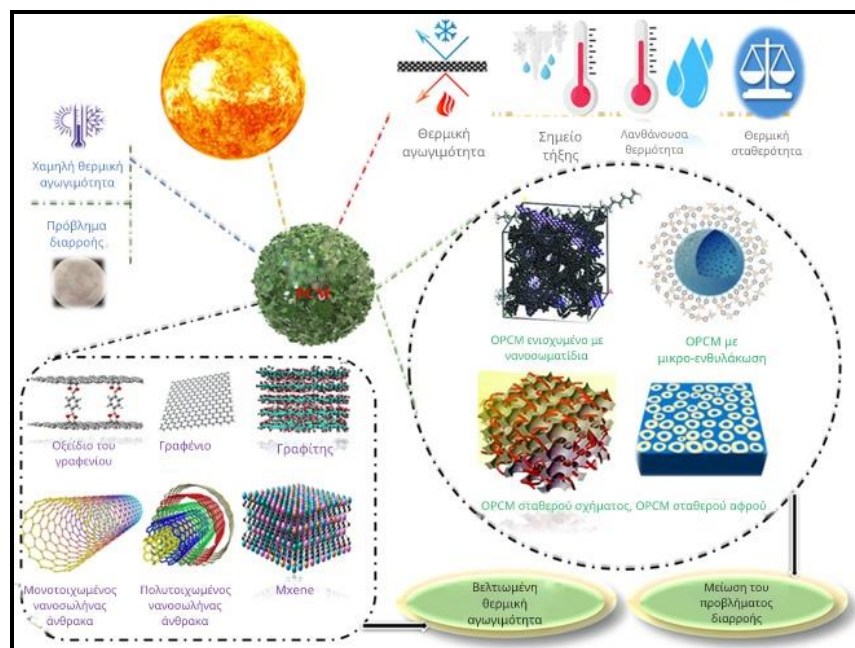 Θερμική
αγωγιμότητα
Σημείο
τήξης
Λανθάνουσα
θερμότητα
Θερμική
σταθερότητα
Χαμηλή θερμική
αγωγιμότητα
Πρόβλημα
διαρροής
PCM
OPCM ενισχυμένο με
νανοσωματίδια
OPCM με
μικρο-ενθυλάκωση
OPCM σταθερού σχήματος, OPCM σταθερού αφρού
Οξείδιο του
γραφενίου
Γραφένιο
Γραφίτης
Μονοτοιχωμένος
νανοσωλήνας
άνθρακα
Πολυτοιχωμένος
νανοσωλήνας
άνθρακα
Mxene
Βελτιωμένη
θερμική
αγωγιμότητα
Μείωση του
προβλήματος
διαρροής